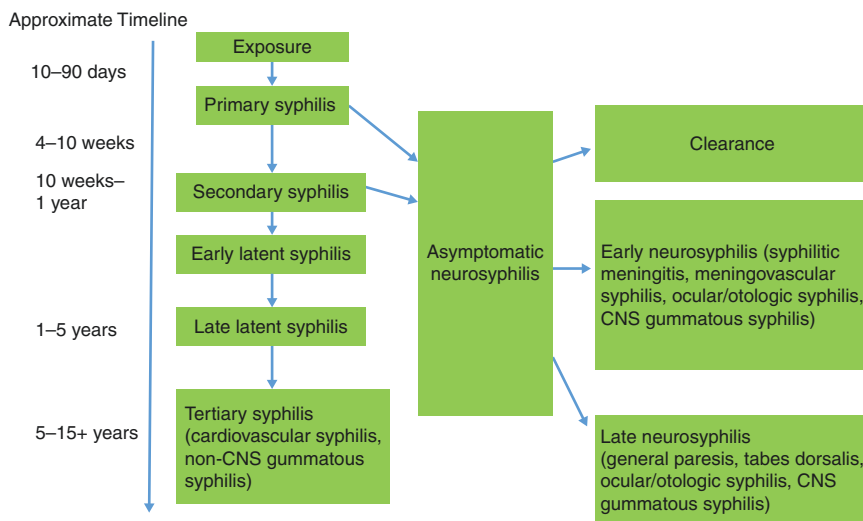 Approximate Timeline
10–90 days
4–10 weeks
10 weeks–
1 year
1–5 years
5–15+ years
Exposure
Primary syphilis
Secondary syphilis
Early latent syphilis
Late latent syphilis
Tertiary syphilis
(cardiovascular syphilis,
non-CNS gummatous
syphilis)
Asymptomatic
neurosyphilis
Clearance
Early neurosyphilis (syphilitic
meningitis, meningovascular
syphilis, ocular/otologic syphilis,
CNS gummatous syphilis)
Late neurosyphilis
(general paresis, tabes dorsalis,
ocular/otologic syphilis, CNS
gummatous syphilis)